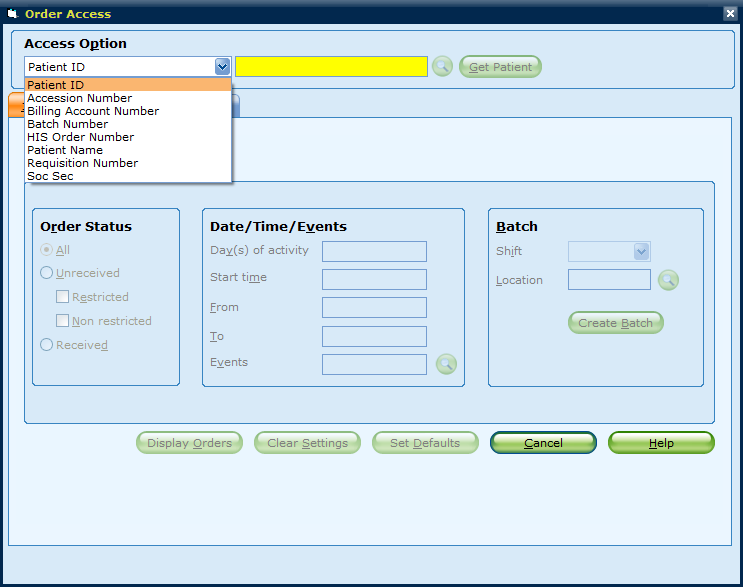 Order Access
Access Option
Patient ID
Get Patient
Patient ID
Accession Number
Billing Account Number
Batch Number
HIS Order Number
Patient Name
Requisition Number
Soc Sec
Order Status
All
Unreceived
Restricted
Non restricted
Received
Date/Time/Events
Day(s) of activity
Start time
From
To
Events
Batch
Shift
Location
Create Batch
Display Orders
Clear Settings
Set Defaults
Cancel
Help